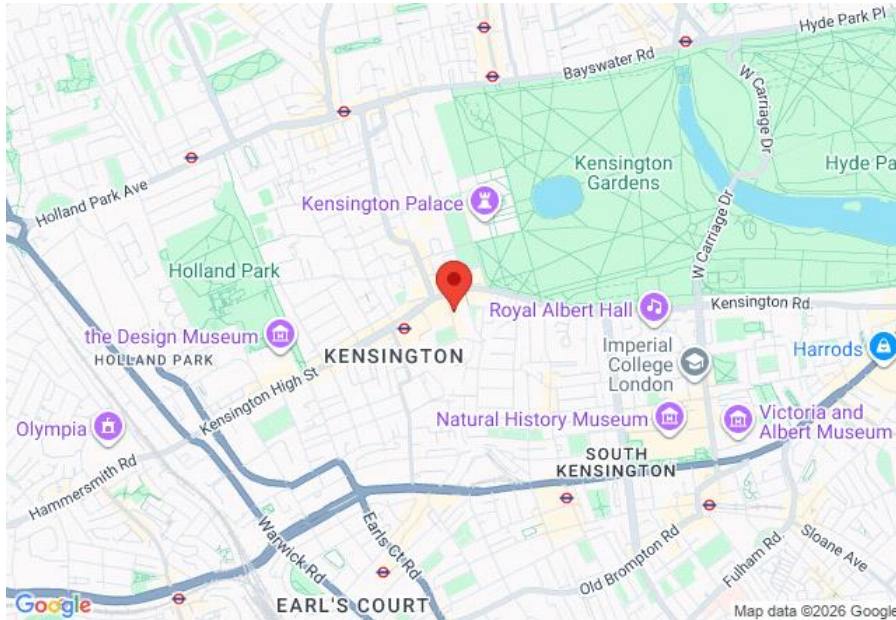 Hyde Park Pl
Bayswater Rd
W Carriage Dr
Kensington
Gardens
Hyde Pa
Holland Park Ave
Kensington Palace
W Carriage Dr
Holland Park
Kensington Rd
Royal Albert Hall
the Design Museum
HOLLAND PARK
KENSINGTON
Imperial
College
London
Harrods
Kensington High St
Olympia
Natural History Museum
Victoria and
Albert Museum
SOUTH
KENSINGTON
Hammersmith Rd
Warwick Rd
Earls Ct Rd
Old Brompton Rd
Fulham Rd
Sloane Ave
EARL'S COURT
Google
Map data ©2026 Google